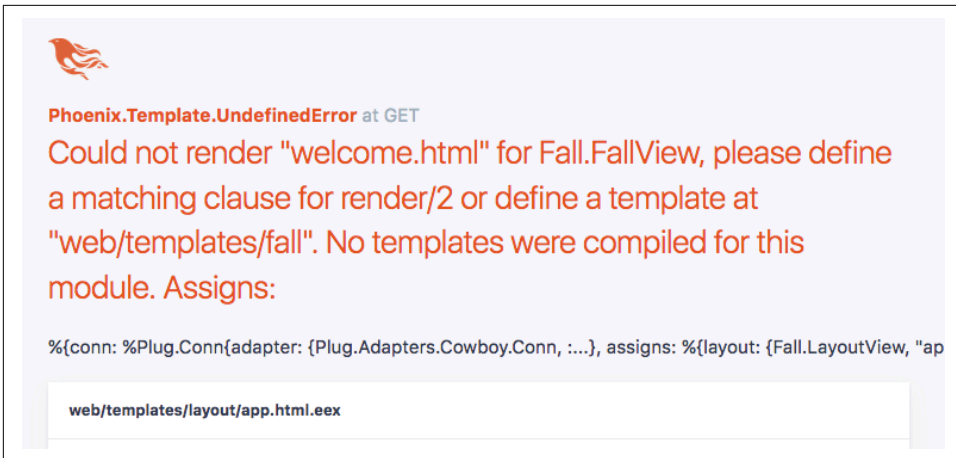 Phoenix.Template.UndefinedError at GET
Could not render "welcome.html" for Fall.FallView, please define
a matching clause for render/2 or define a template at
"web/templates/fall". No templates were compiled for this
module. Assigns:
%{conn: %Plug.Conn{adapter: {Plug.Adapters.Cowboy.Conn, :...}, assigns: %{layout: {Fall.LayoutView, "ap
web/templates/layout/app.html.eex